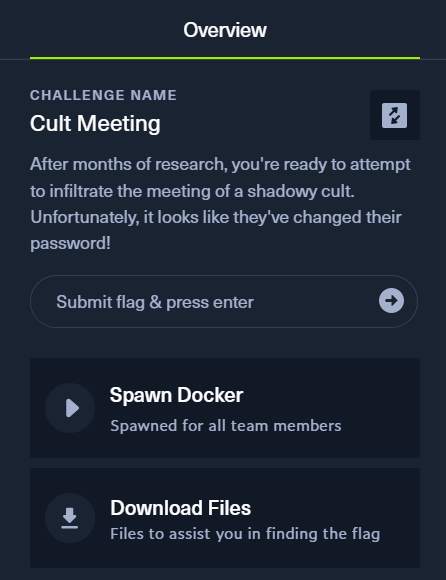 Overview
CHALLENGE NAME
Cult Meeting
After months of research, you're ready to attempt
to infiltrate the meeting of a shadowy cult.
Unfortunately, it looks like they've changed their
password!
Submit flag & press enter
Spawn Docker
Spawned for all team members
Download Files
Files to assist you in finding the flag